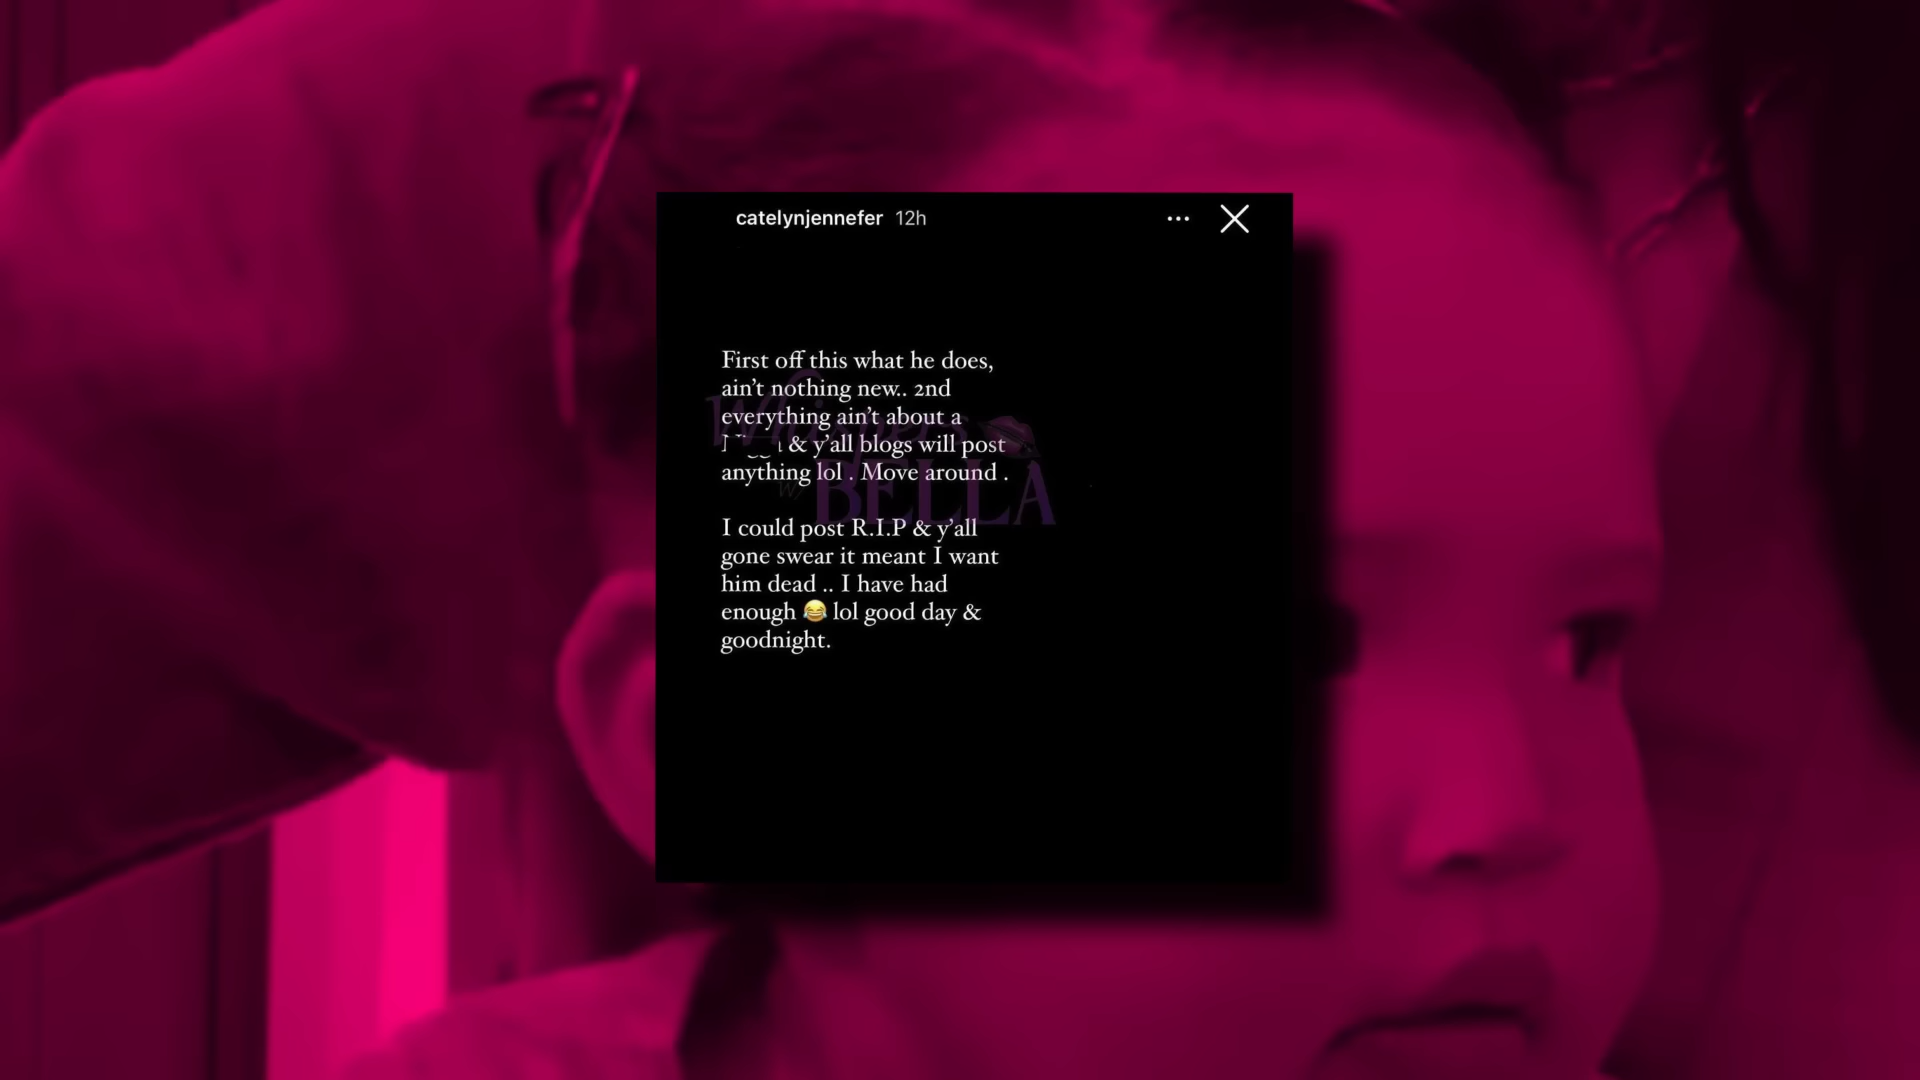 catelynjennefer 12h
First off this what he does,
ain't nothing new.. 2nd
everything ain't about a
& y'all blogs will post
anything lol . Move around .
I could post R.I.P & y'all
gone swear it meant I want
him dead .. I have had
enough 😂 lol good day &
goodnight.
Whispers
W/
BELLA